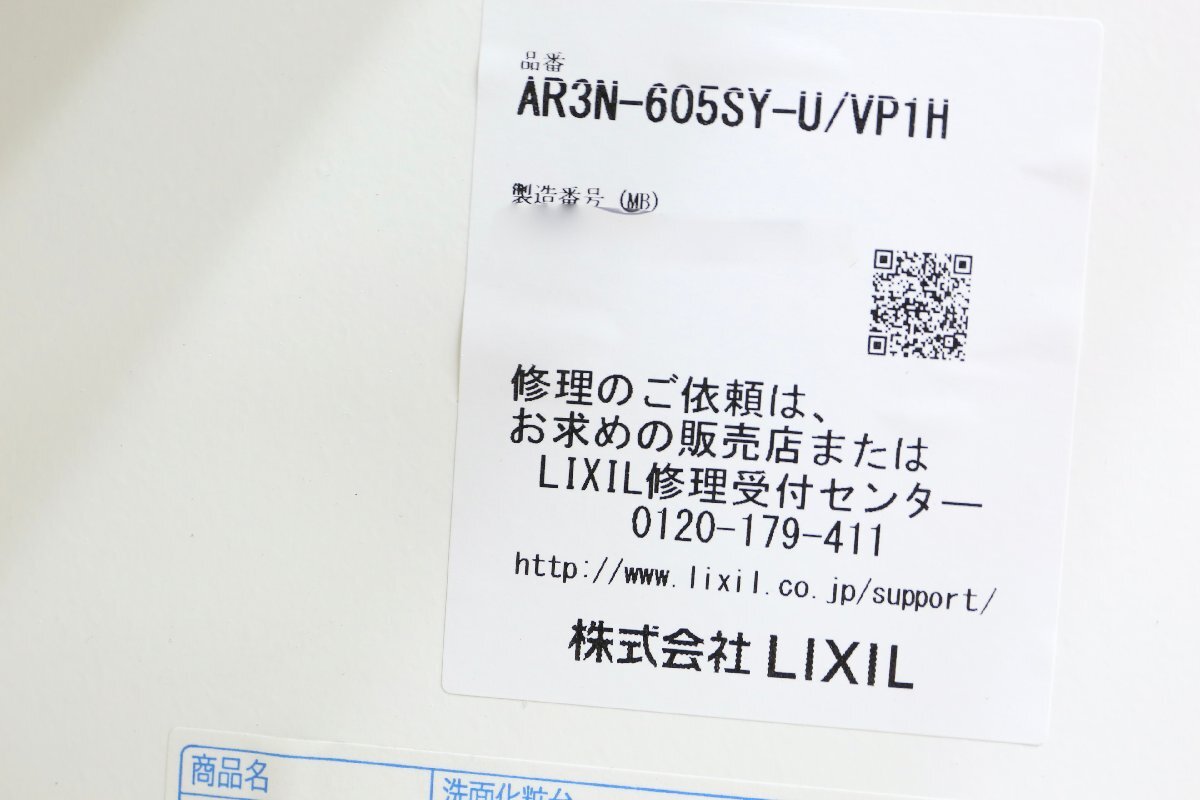 品番
AR3N-605SY-U/VP1H
製造番号 (MB)
修理のご依頼は、
お求めの販売店または
LIXIL修理受付センター
0120-179-411
http://www.lixil.co.jp/support/
株式会社 LIXIL
商品名
洗面化粧台